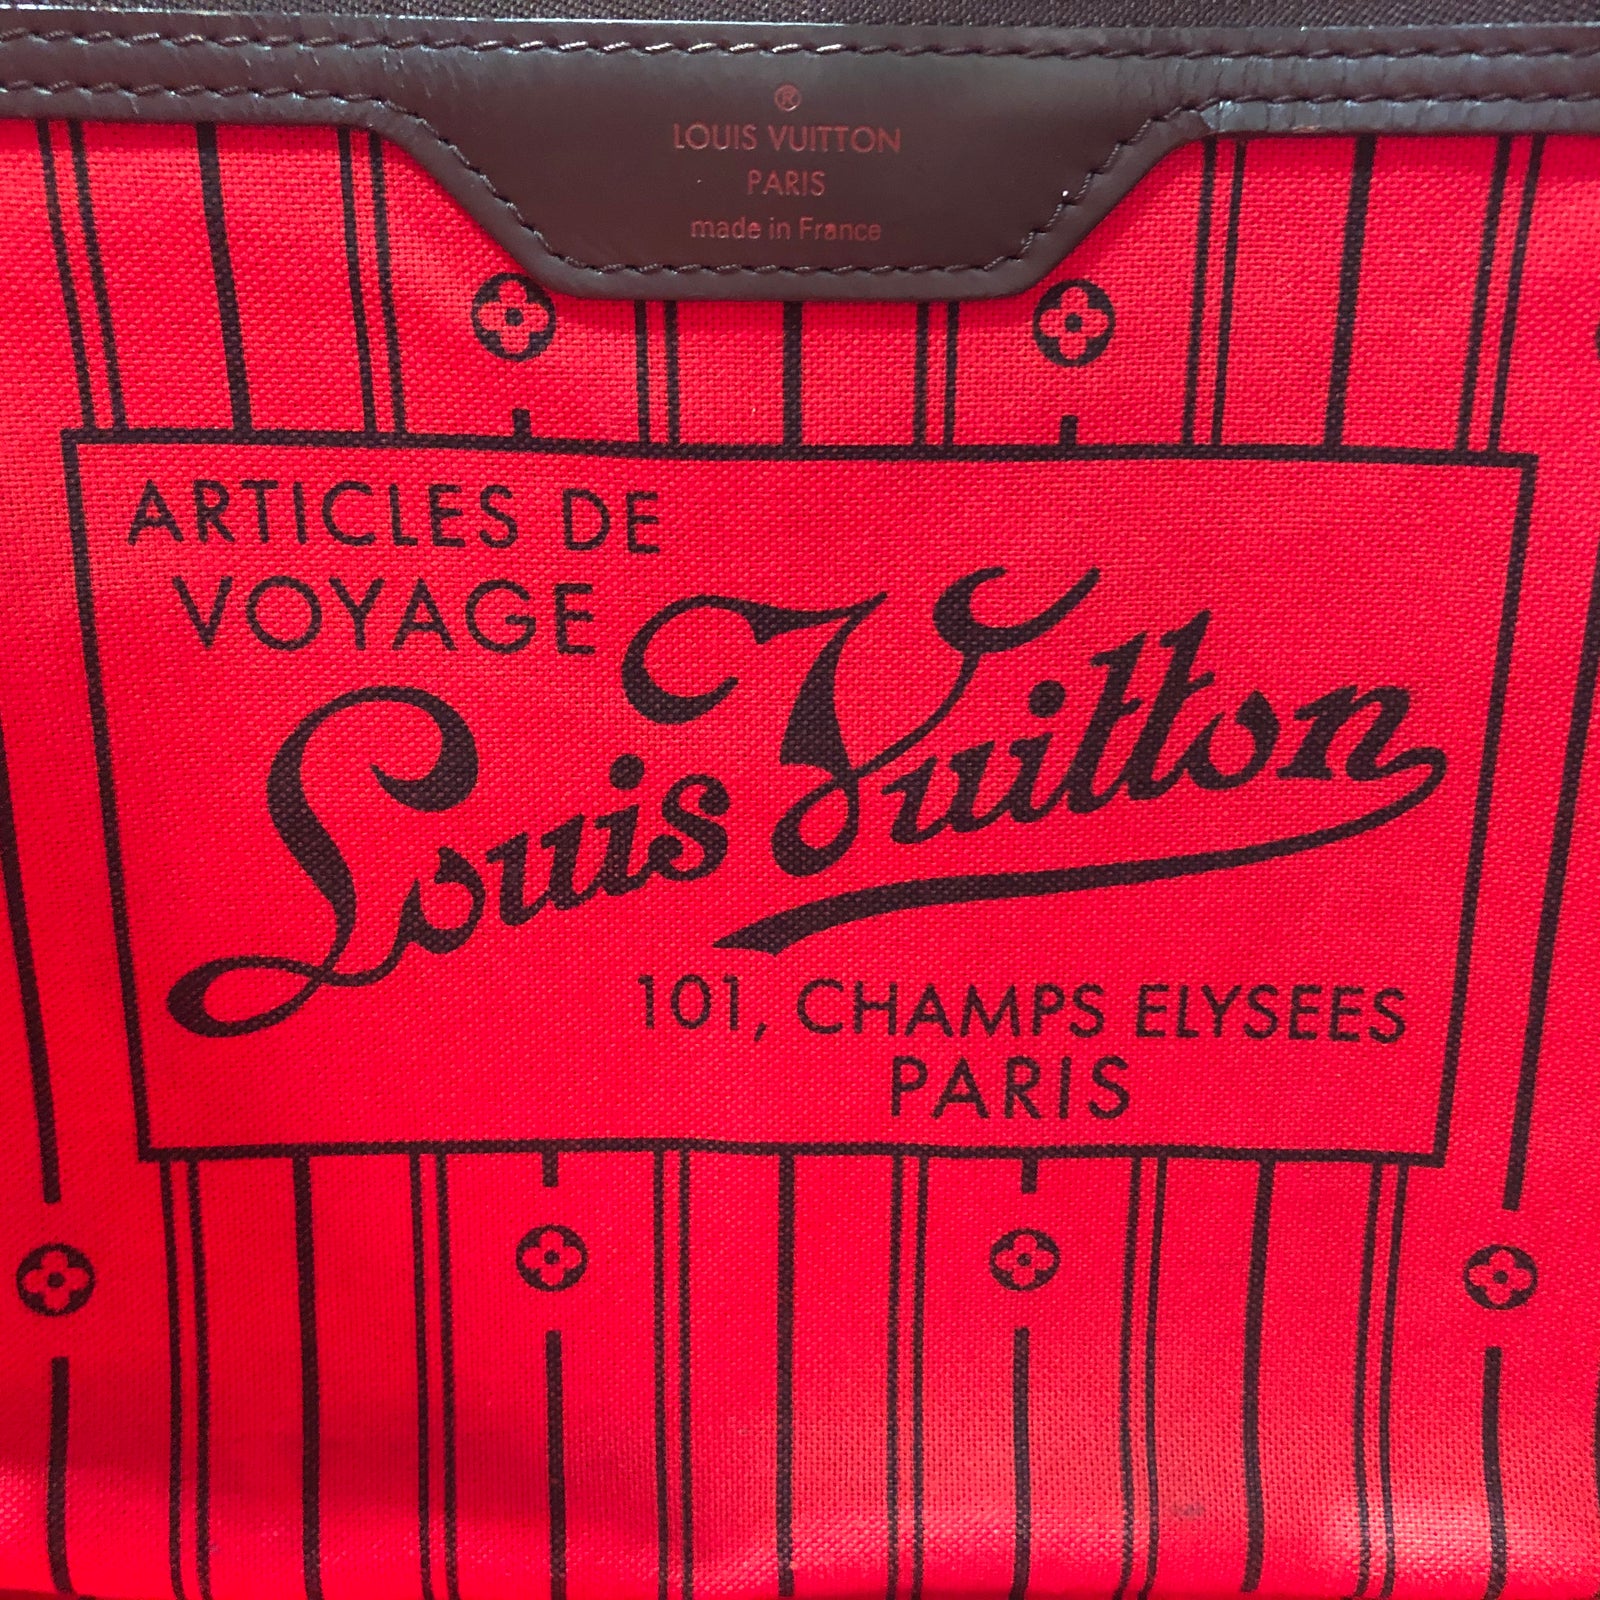 ®
LOUIS VUITTON
PARIS
made in France
ARTICLES DE
VOYAGE
Louis Vuitton
101, CHAMPS ELYSEES
PARIS